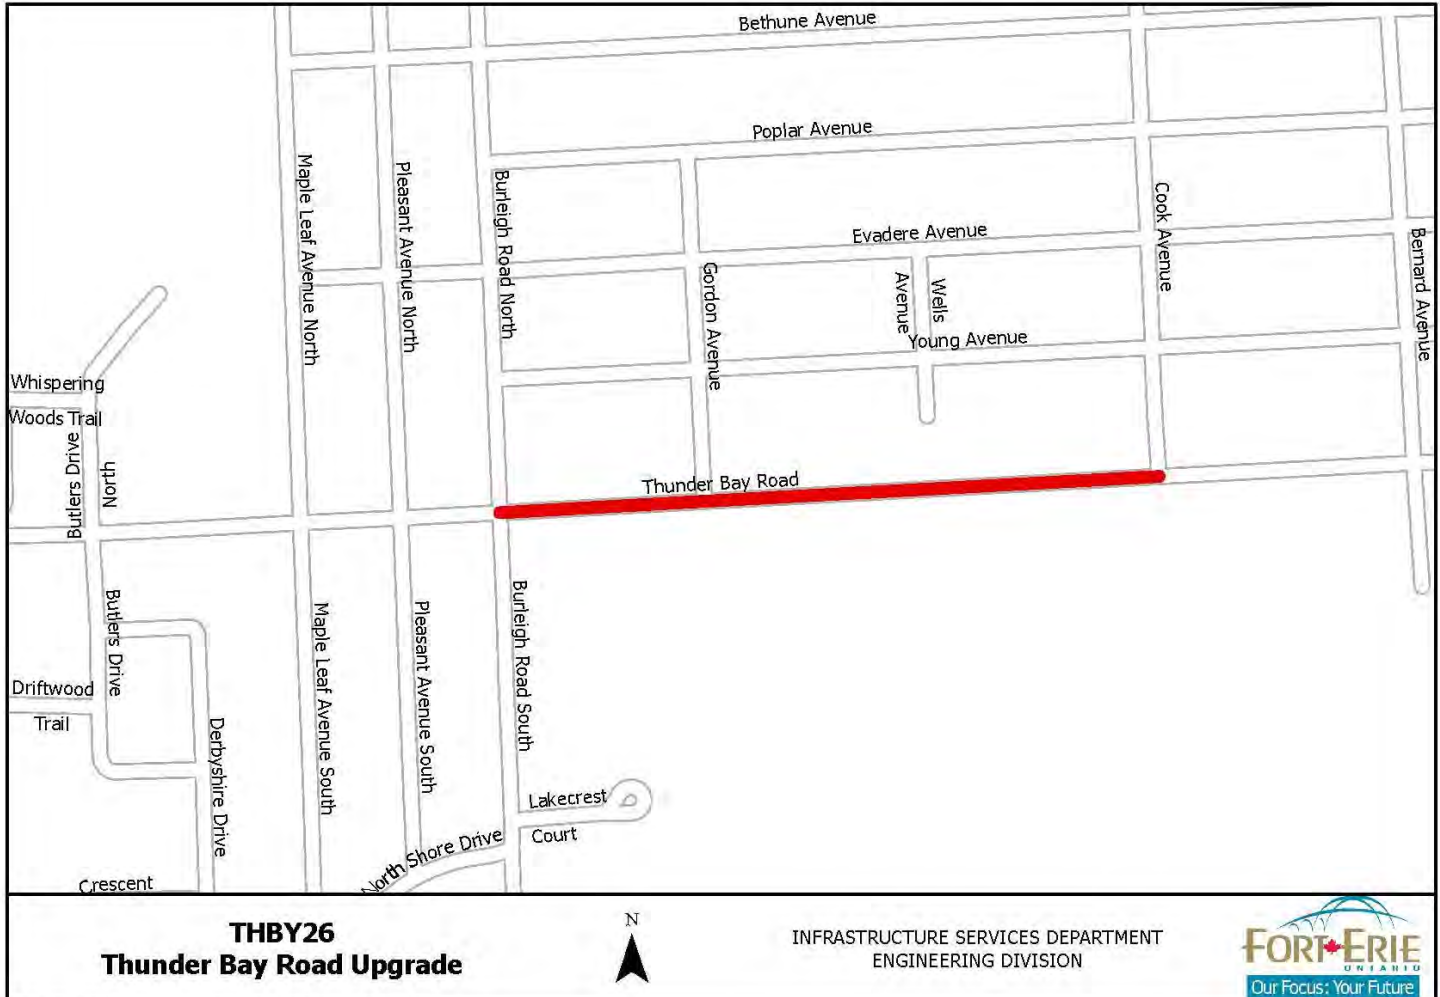 Bethune Avenue
Poplar Avenue
Maple Leaf Avenue North
Pleasant Avenue North
Burleigh Road North
Cook Avenue
Evadere Avenue
Bernard Avenue
Gordon Avenue
Wells
Avenue
Young Avenue
Whispering
Woods Trail
Butlers Drive
North
Thunder Bay Road
Butlers Drive
Maple Leaf Avenue South
Pleasant Avenue South
Burleigh Road South
Driftwood
Trail
Derbyshire Drive
Lakecrest
Court
North Shore Drive
Crescent
THBY26
Thunder Bay Road Upgrade
N
INFRASTRUCTURE SERVICES DEPARTMENT
ENGINEERING DIVISION
FORT ERIE
ONTARIO
Our Focus: Your Future